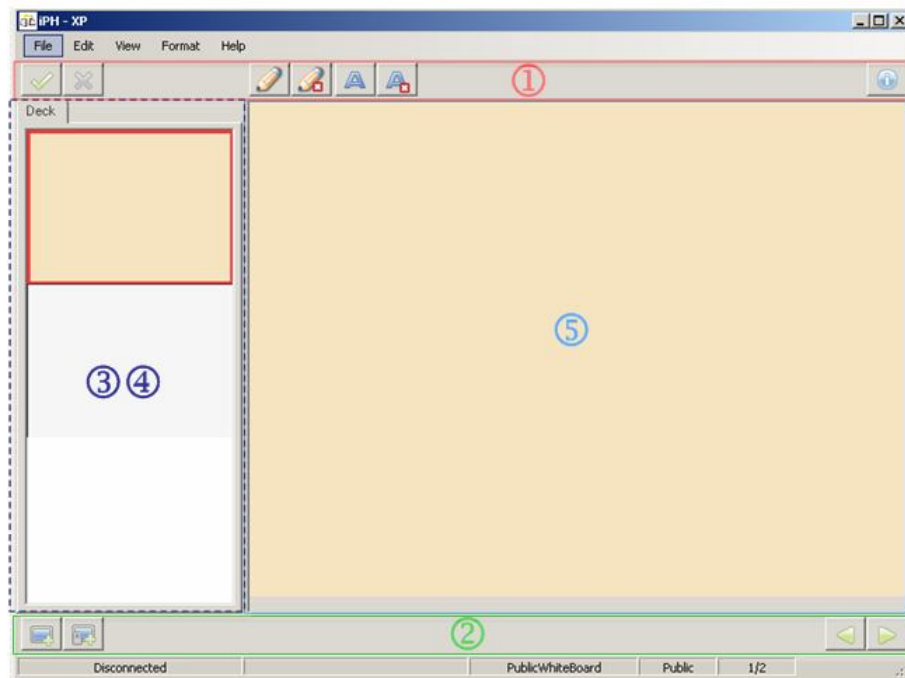 iPH - XP
File Edit View Format Help
①
Deck
③④
⑤
②
Disconnected PublicWhiteBoard Public 1/2